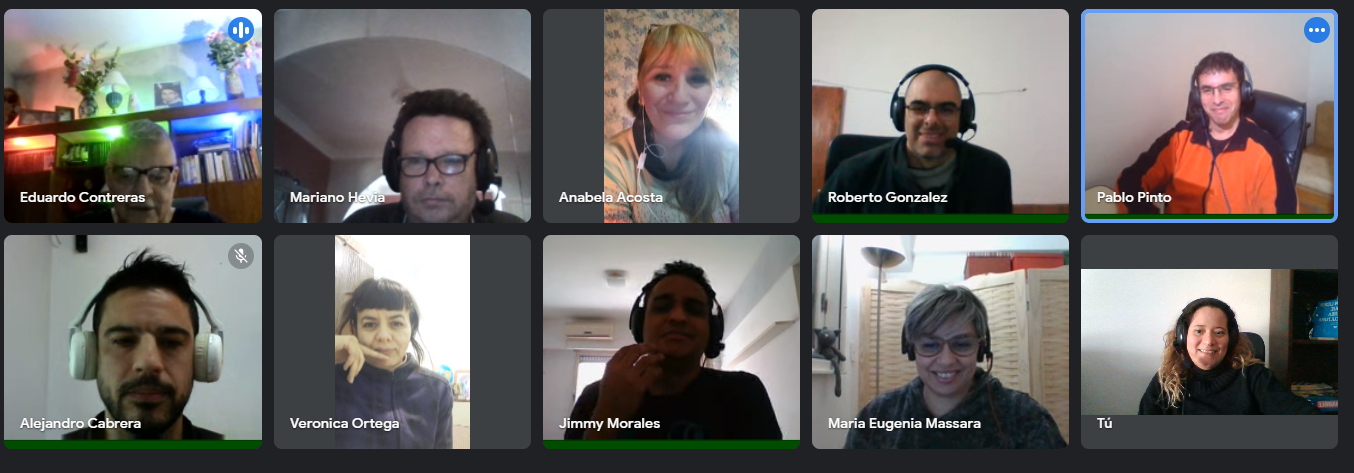 Eduardo Contreras
Mariano Hevia
Anabela Acosta
Roberto Gonzalez
Pablo Pinto
Alejandro Cabrera
Veronica Ortega
Jimmy Morales
Maria Eugenia Massara
Tú